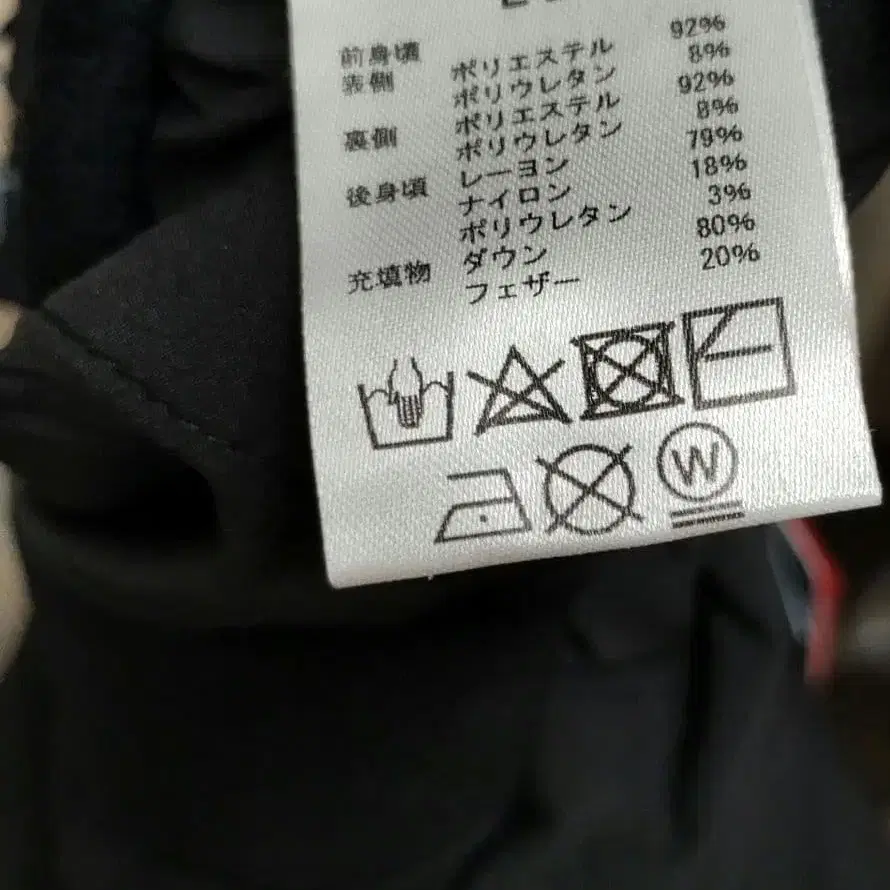 前身頃
表側 ポリエステル 92%
ポリウレタン 8%
裏側 ポリエステル 92%
ポリウレタン 8%
後身頃 レーヨン 79%
ナイロン 18%
ポリウレタン 3%
充填物 ダウン 80%
フェザー 20%
W